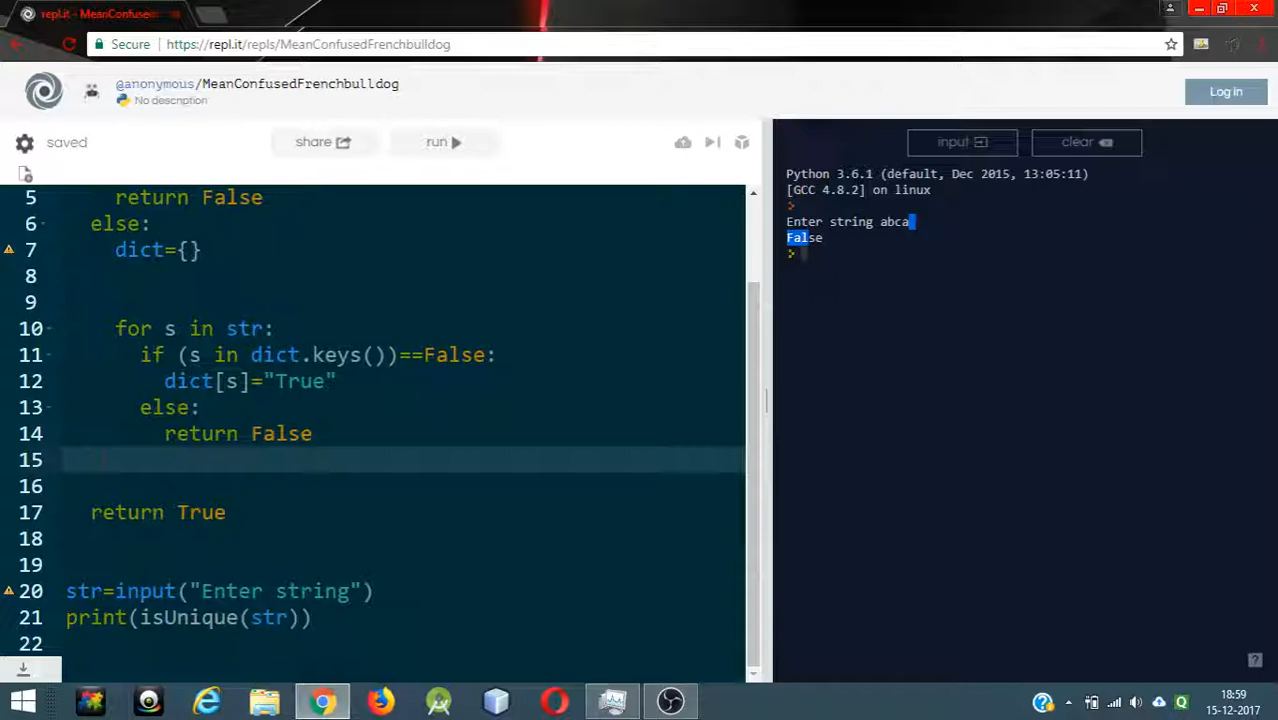 repl.it - MeanConfused
Secure | https://repl.it/repls/MeanConfusedFrenchbulldog
@anonymous/MeanConfusedFrenchbulldog
No description
Log in
saved
share
run
input
clear
5 return False
6 else:
7 dict={}
8
9
10 for s in str:
11 if (s in dict.keys())==False:
12 dict[s]="True"
13 else:
14 return False
15
16
17 return True
18
19
20 str=input("Enter string")
21 print(isUnique(str))
22
Python 3.6.1 (default, Dec 2015, 13:05:11)
[GCC 4.8.2] on linux
>
Enter string abca
False
>
?
18:59
15-12-2017